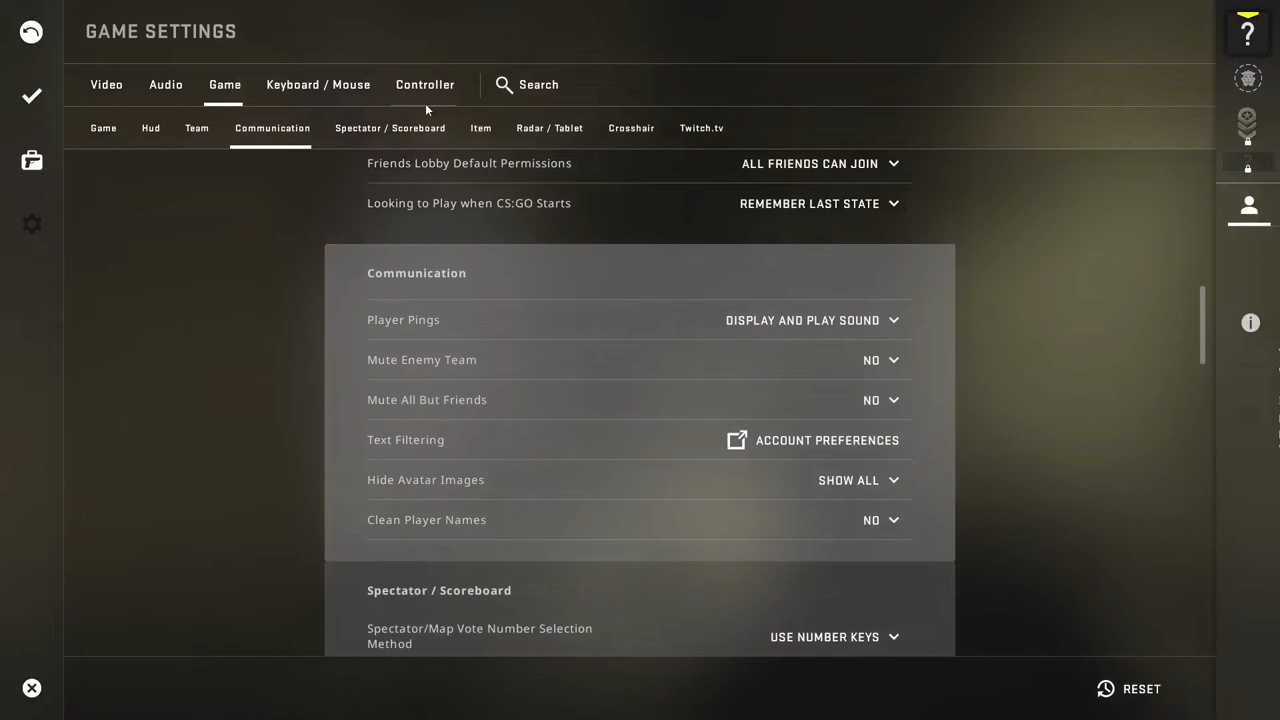 GAME SETTINGS
Video Audio Game Keyboard / Mouse Controller Search
Game Hud Team Communication Spectator / Scoreboard Item Radar / Tablet Crosshair Twitch.tv
Friends Lobby Default Permissions ALL FRIENDS CAN JOIN
Looking to Play when CS:GO Starts REMEMBER LAST STATE
Communication
Player Pings DISPLAY AND PLAY SOUND
Mute Enemy Team NO
Mute All But Friends NO
Text Filtering ACCOUNT PREFERENCES
Hide Avatar Images SHOW ALL
Clean Player Names NO
Spectator / Scoreboard
Spectator/Map Vote Number Selection
Method USE NUMBER KEYS
RESET